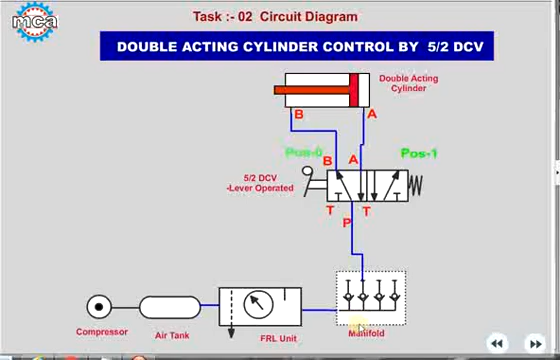 mca
Task :- 02 Circuit Diagram
DOUBLE ACTING CYLINDER CONTROL BY 5/2 DCV
Double Acting
Cylinder
B
A
Pos-0
B
A
Pos-1
5/2 DCV
-Lever Operated
T
P
T
Compressor
Air Tank
FRL Unit
Manifold